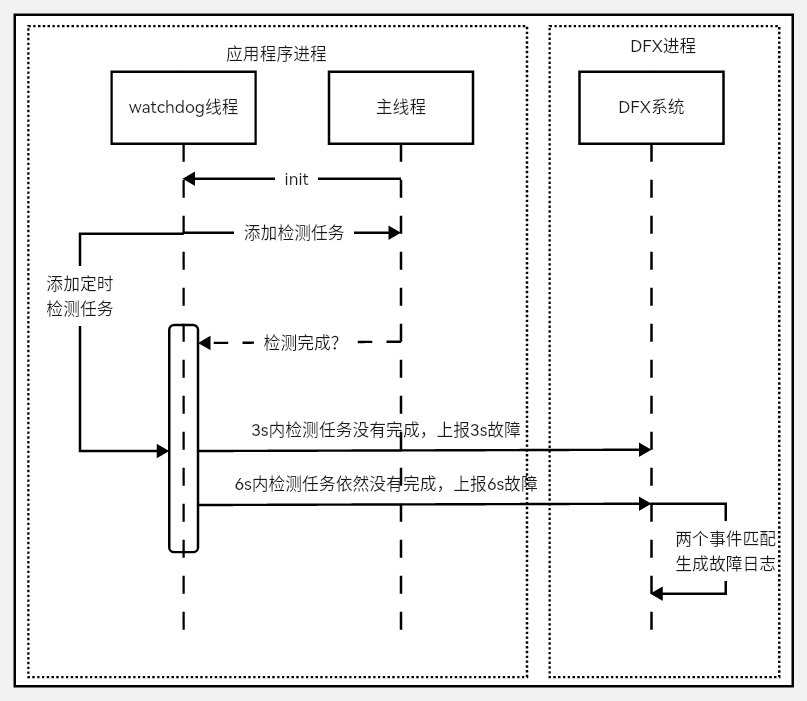 应用程序进程
DFX进程
watchdog线程
主线程
DFX系统
init
添加检测任务
添加定时
检测任务
检测完成？
3s内检测任务没有完成，上报3s故障
6s内检测任务依然没有完成，上报6s故障
两个事件匹配
生成故障日志